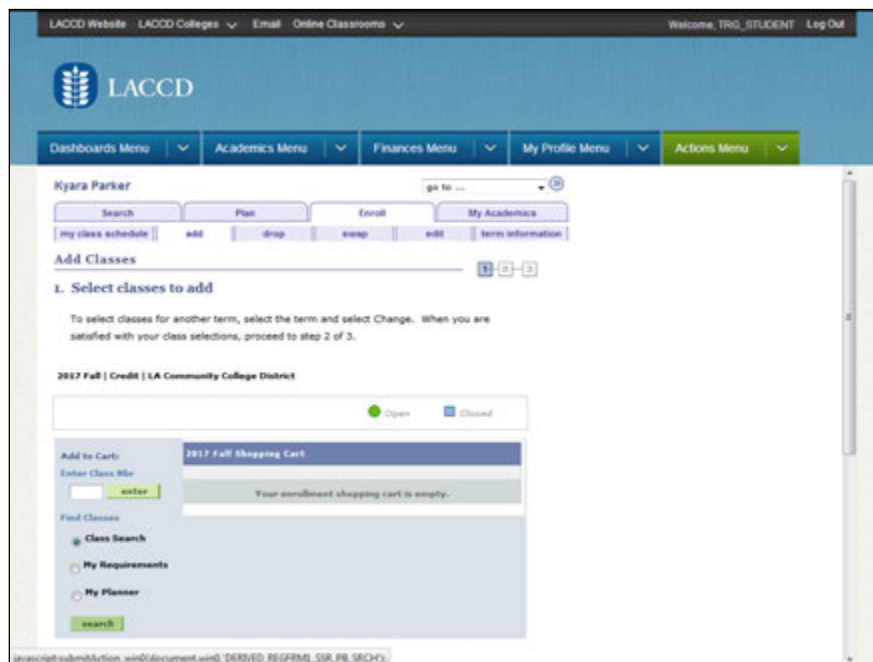 LACCD Website LACCD Colleges Email Online Classrooms Welcome, TRG_STUDENT Log Out
LACCD
Dashboards Menu Academics Menu Finances Menu My Profile Menu Actions Menu
Kyara Parker go to ...
Search Plan Enroll My Academics
my class schedule add drop swap edit term information
Add Classes 1 2 3
1. Select classes to add
To select classes for another term, select the term and select Change. When you are
satisfied with your class selections, proceed to step 2 of 3.
2017 Fall | Credit | LA Community College District
Open Closed
Add to Cart: 2017 Fall Shopping Cart
Enter Class Nbr
enter Your enrollment shopping cart is empty.
Find Classes
Class Search
My Requirements
My Planner
search
javascript:submitAction_win0(document.win0,'DERIVED_REGFRM1_SSR_PB_SRCH');